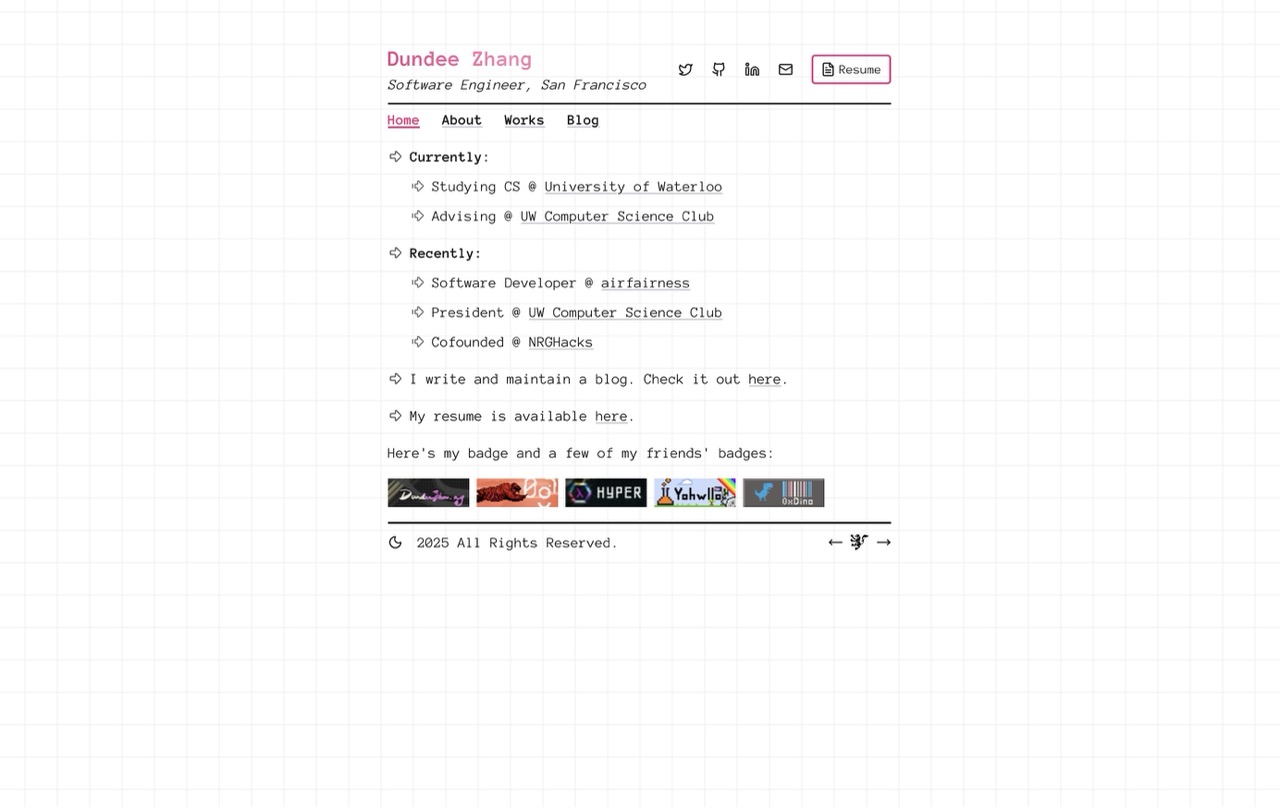 Dundee Zhang
Software Engineer, San Francisco
Resume
Home About Works Blog
Currently:
Studying CS @ University of Waterloo
Advising @ UW Computer Science Club
Recently:
Software Developer @ airfairness
President @ UW Computer Science Club
Cofounded @ NRGHacks
I write and maintain a blog. Check it out here.
My resume is available here.
Here's my badge and a few of my friends' badges:
HYPER
0xDino
2025 All Rights Reserved.
← →